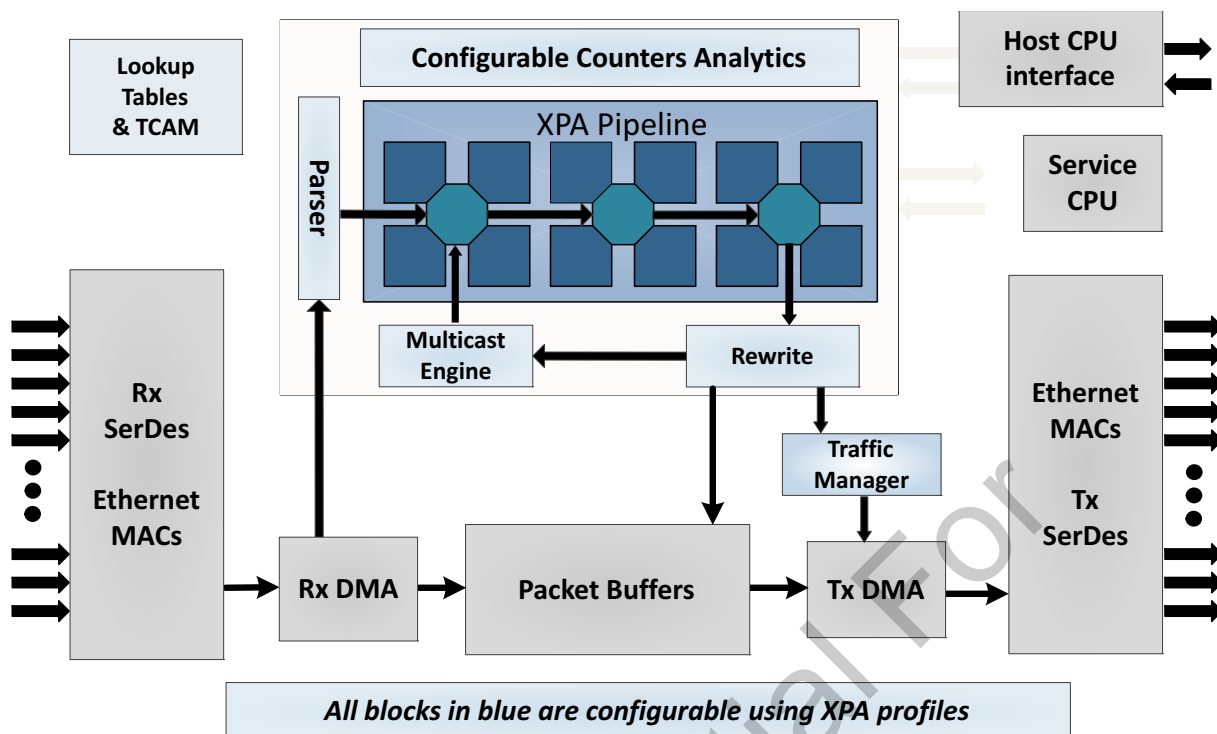 Lookup
Tables
& TCAM
Configurable Counters Analytics
Host CPU
interface
XPA Pipeline
Parser
Service
CPU
Multicast
Engine
Rewrite
Rx
SerDes
Ethernet
MACs
Traffic
Manager
Ethernet
MACs
Tx
SerDes
Rx DMA
Packet Buffers
Tx DMA
All blocks in blue are configurable using XPA profiles
For